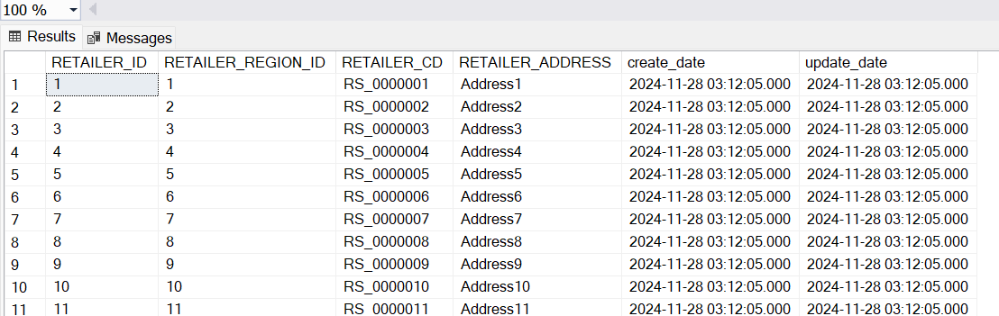 100 %
Results Messages
RETAILER_ID RETAILER_REGION_ID RETAILER_CD RETAILER_ADDRESS create_date update_date
1 1 1 RS_0000001 Address1 2024-11-28 03:12:05.000 2024-11-28 03:12:05.000
2 2 2 RS_0000002 Address2 2024-11-28 03:12:05.000 2024-11-28 03:12:05.000
3 3 3 RS_0000003 Address3 2024-11-28 03:12:05.000 2024-11-28 03:12:05.000
4 4 4 RS_0000004 Address4 2024-11-28 03:12:05.000 2024-11-28 03:12:05.000
5 5 5 RS_0000005 Address5 2024-11-28 03:12:05.000 2024-11-28 03:12:05.000
6 6 6 RS_0000006 Address6 2024-11-28 03:12:05.000 2024-11-28 03:12:05.000
7 7 7 RS_0000007 Address7 2024-11-28 03:12:05.000 2024-11-28 03:12:05.000
8 8 8 RS_0000008 Address8 2024-11-28 03:12:05.000 2024-11-28 03:12:05.000
9 9 9 RS_0000009 Address9 2024-11-28 03:12:05.000 2024-11-28 03:12:05.000
10 10 10 RS_0000010 Address10 2024-11-28 03:12:05.000 2024-11-28 03:12:05.000
11 11 11 RS_0000011 Address11 2024-11-28 03:12:05.000 2024-11-28 03:12:05.000